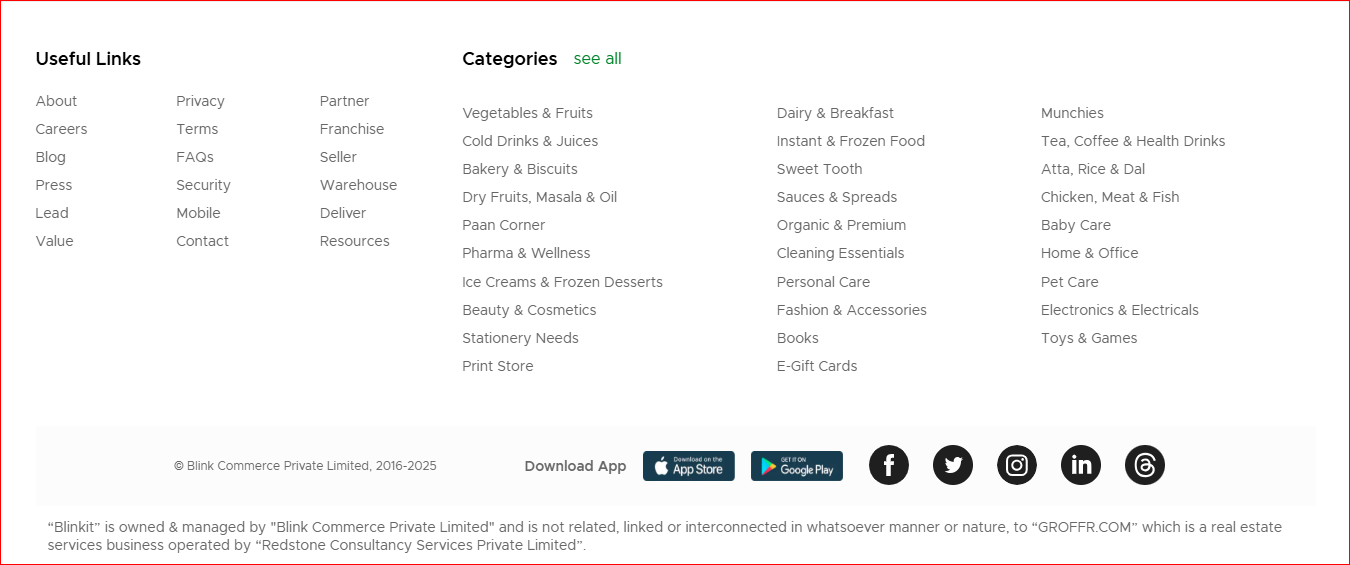 Useful Links
About
Careers
Blog
Press
Lead
Value
Privacy
Terms
FAQs
Security
Mobile
Contact
Partner
Franchise
Seller
Warehouse
Deliver
Resources
Categories see all
Vegetables & Fruits
Cold Drinks & Juices
Bakery & Biscuits
Dry Fruits, Masala & Oil
Paan Corner
Pharma & Wellness
Ice Creams & Frozen Desserts
Beauty & Cosmetics
Stationery Needs
Print Store
Dairy & Breakfast
Instant & Frozen Food
Sweet Tooth
Sauces & Spreads
Organic & Premium
Cleaning Essentials
Personal Care
Fashion & Accessories
Books
E-Gift Cards
Munchies
Tea, Coffee & Health Drinks
Atta, Rice & Dal
Chicken, Meat & Fish
Baby Care
Home & Office
Pet Care
Electronics & Electricals
Toys & Games
© Blink Commerce Private Limited, 2016-2025
Download App
Download on the
App Store
GET IT ON
Google Play
“Blinkit” is owned & managed by "Blink Commerce Private Limited" and is not related, linked or interconnected in whatsoever manner or nature, to “GROFFR.COM” which is a real estate
services business operated by “Redstone Consultancy Services Private Limited”.